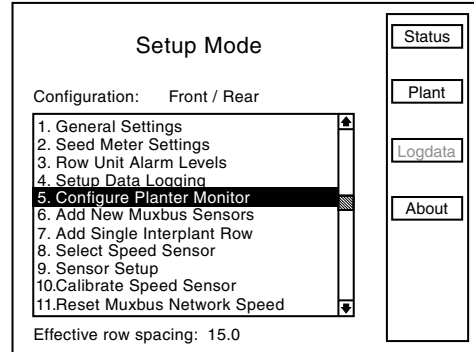 Setup Mode
Configuration: Front / Rear
1. General Settings
2. Seed Meter Settings
3. Row Unit Alarm Levels
4. Setup Data Logging
5. Configure Planter Monitor
6. Add New Muxbus Sensors
7. Add Single Interplant Row
8. Select Speed Sensor
9. Sensor Setup
10.Calibrate Speed Sensor
11.Reset Muxbus Network Speed
Effective row spacing: 15.0
Status
Plant
Logdata
About